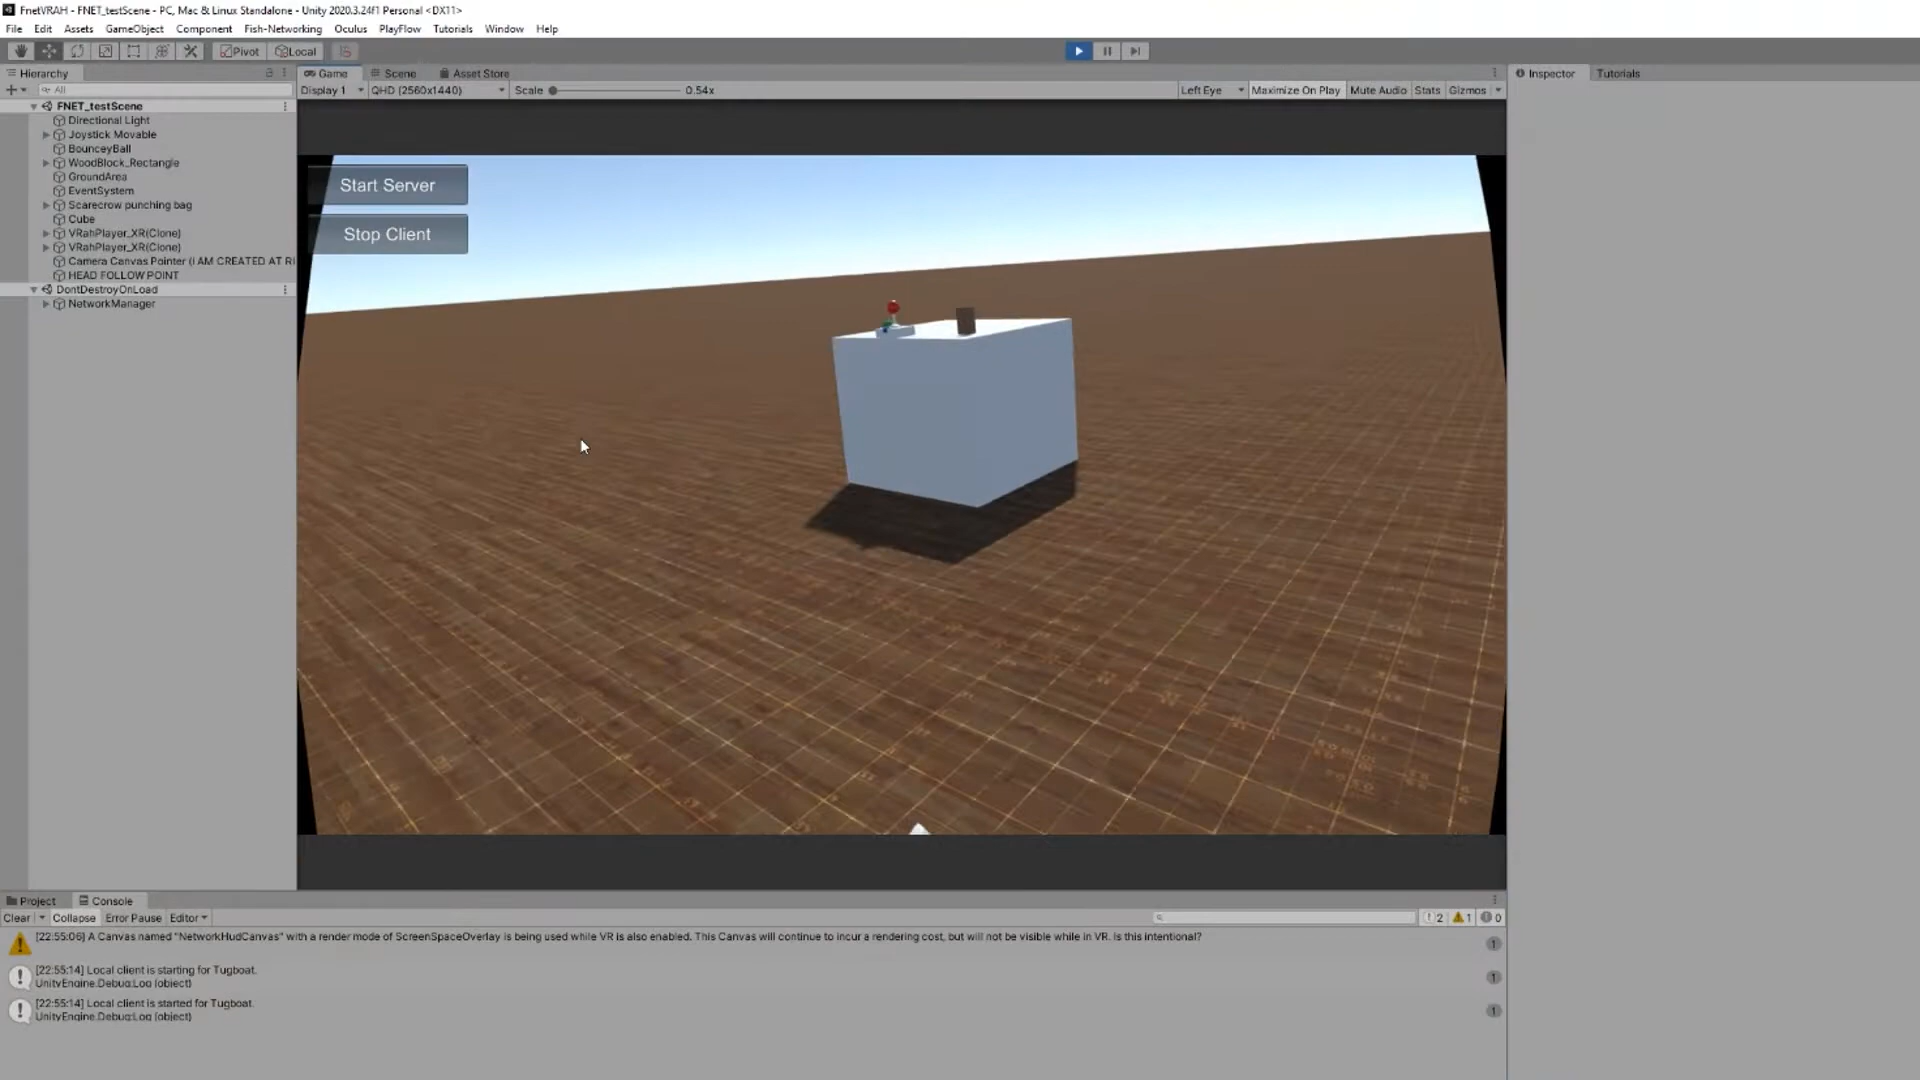 FnetVRAH - FNET_testScene - PC, Mac & Linux Standalone - Unity 2020.3.24f1 Personal <DX11>
File Edit Assets GameObject Component Fish-Networking Oculus PlayFlow Tutorials Window Help
Pivot Local
Hierarchy
All
FNET_testScene
Directional Light
Joystick Movable
BounceyBall
WoodBlock_Rectangle
GroundArea
EventSystem
Scarecrow punching bag
Cube
VRahPlayer_XR(Clone)
VRahPlayer_XR(Clone)
Camera Canvas Pointer (I AM CREATED AT RI
HEAD FOLLOW POINT
DontDestroyOnLoad
NetworkManager
Game Scene Asset Store
Display 1 QHD (2560x1440) Scale 0.54x Left Eye Maximize On Play Mute Audio Stats Gizmos
Start Server
Stop Client
Inspector Tutorials
Project Console
Clear Collapse Error Pause Editor 2 1 0
[22:55:06] A Canvas named "NetworkHudCanvas" with a render mode of ScreenSpaceOverlay is being used while VR is also enabled. This Canvas will continue to incur a rendering cost, but will not be visible while in VR. Is this intentional?
1
[22:55:14] Local client is starting for Tugboat.
UnityEngine.Debug:Log (object)
1
[22:55:14] Local client is started for Tugboat.
UnityEngine.Debug:Log (object)
1